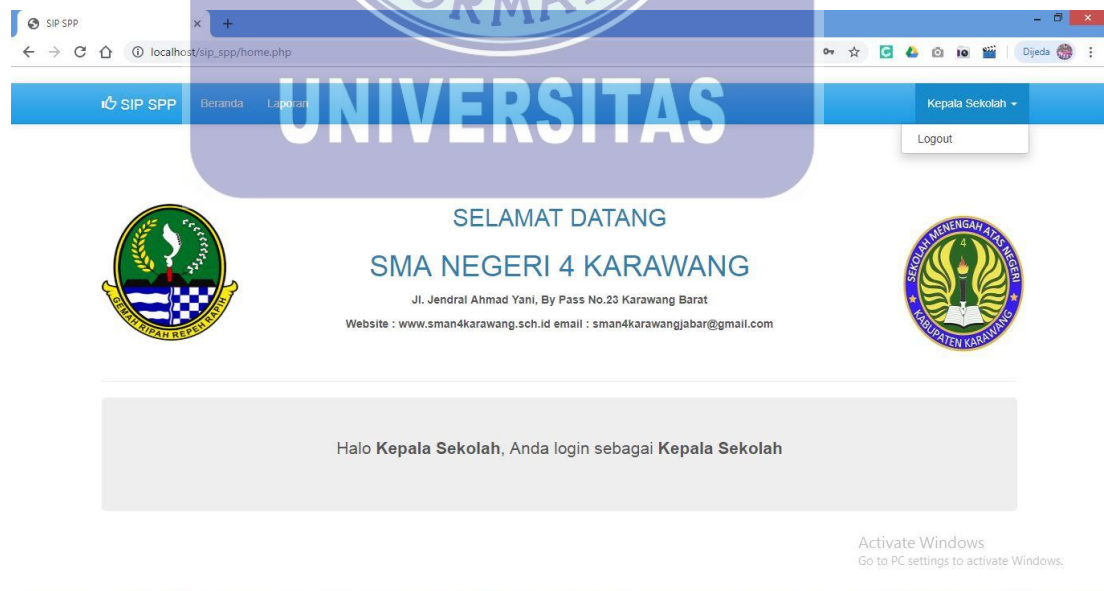 SIP SPP
localhost/sip_spp/home.php
Dijeda
SIP SPP Beranda Laporan
Kepala Sekolah
Logout
UNIVERSITAS
SELAMAT DATANG
SMA NEGERI 4 KARAWANG
Jl. Jendral Ahmad Yani, By Pass No.23 Karawang Barat
Website : www.sman4karawang.sch.id email : sman4karawangjabar@gmail.com
GEMAH RIPAH REPEH RAPIH
SEKOLAH MENENGAH ATAS NEGERI
4
KABUPATEN KARAWANG
Halo Kepala Sekolah, Anda login sebagai Kepala Sekolah
Activate Windows
Go to PC settings to activate Windows.